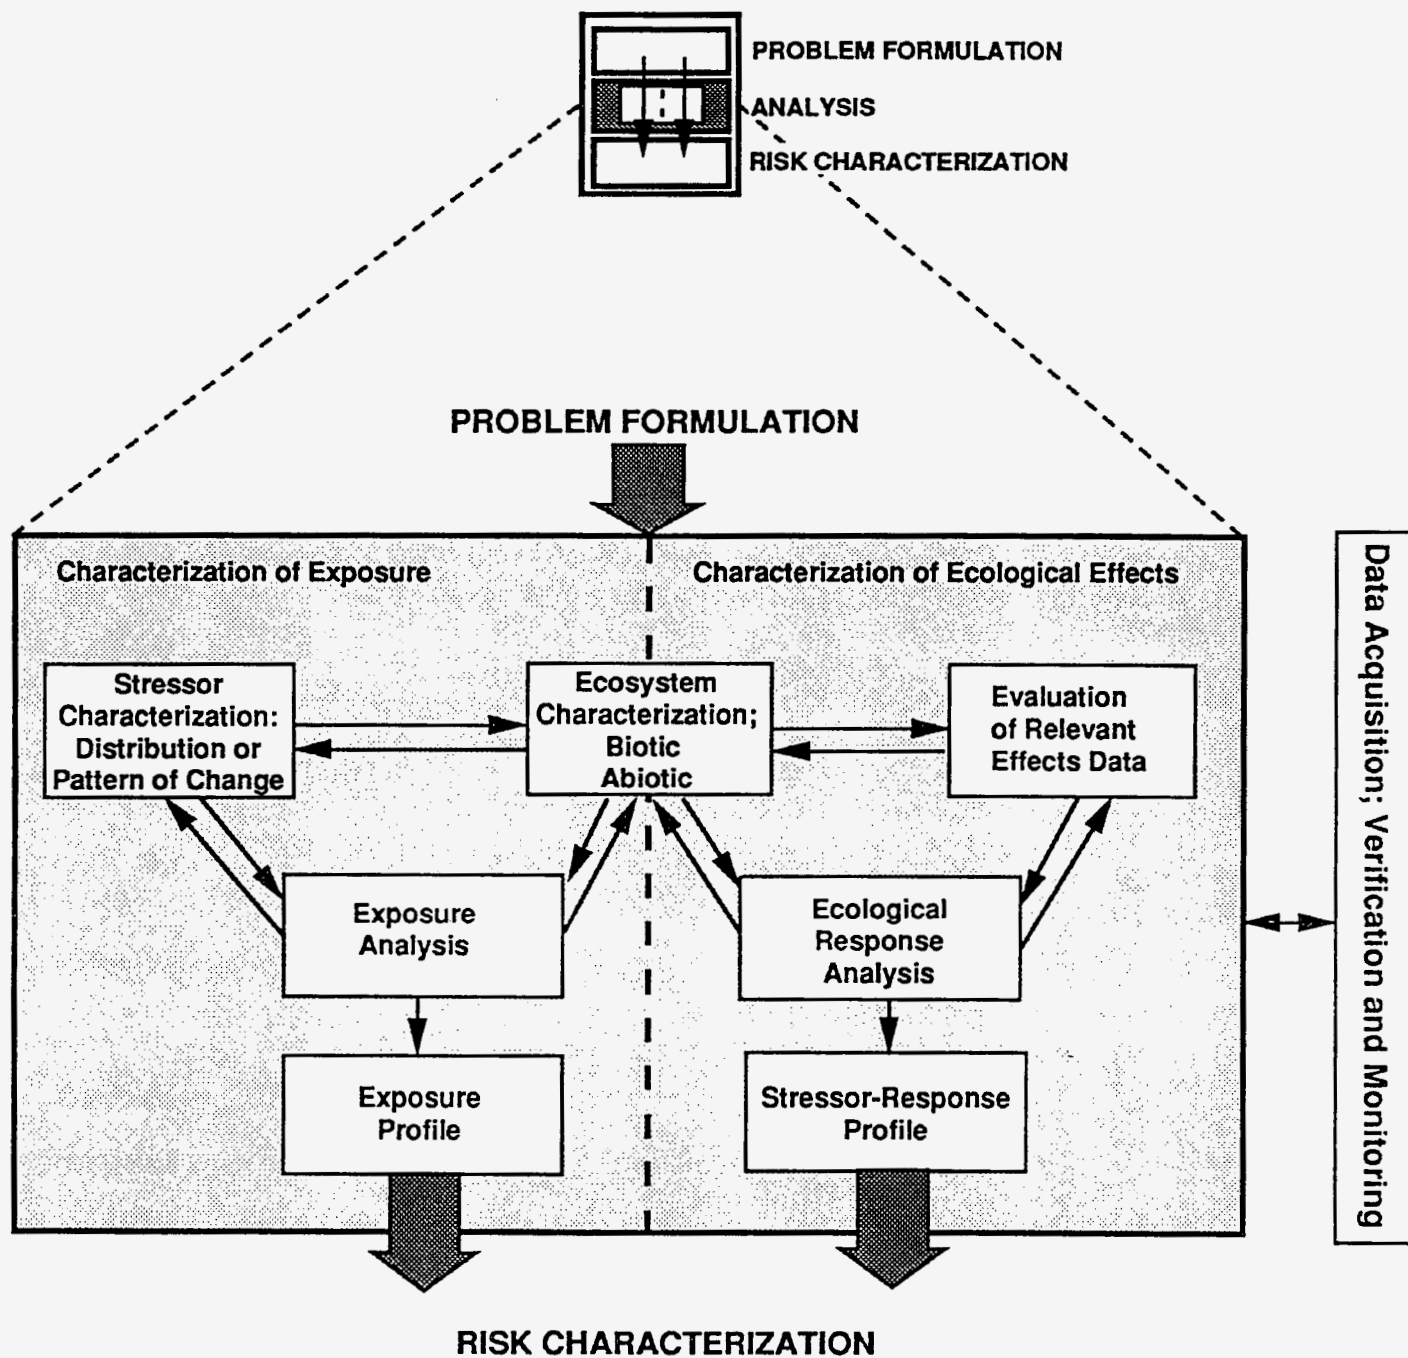 PROBLEM FORMULATION
ANALYSIS
RISK CHARACTERIZATION
PROBLEM FORMULATION
Characterization of Exposure
Characterization of Ecological Effects
Stressor
Characterization:
Distribution or
Pattern of Change
Ecosystem
Characterization;
Biotic
Abiotic
Evaluation
of Relevant
Effects Data
Exposure
Analysis
Ecological
Response
Analysis
Exposure
Profile
Stressor-Response
Profile
Data Acquisition; Verification and Monitoring
RISK CHARACTERIZATION